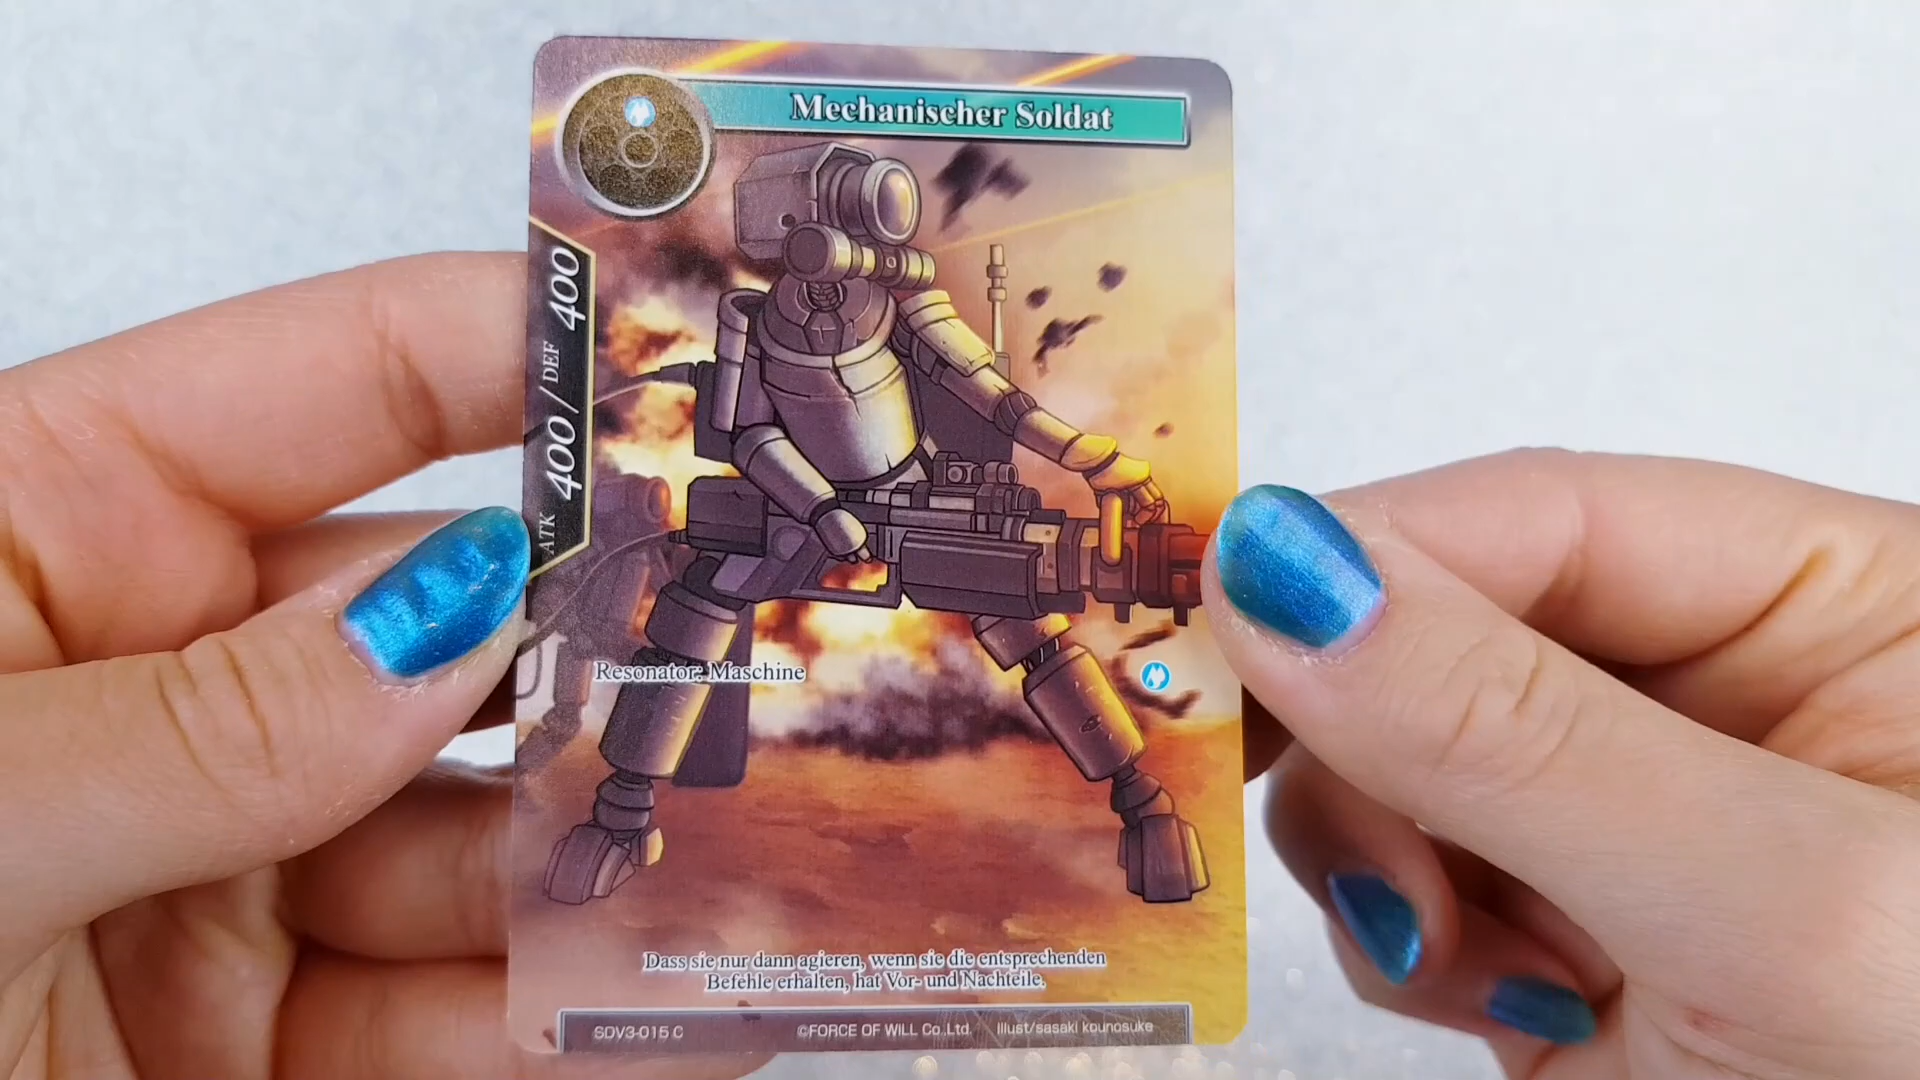 Mechanischer Soldat
ATK 400 / DEF 400
Resonator: Maschine
Dass sie nur dann agieren, wenn sie die entsprechenden
Befehle erhalten, hat Vor- und Nachteile.
SDV3-015 C ©FORCE OF WILL Co.,Ltd. Illust/sasaki kounosuke